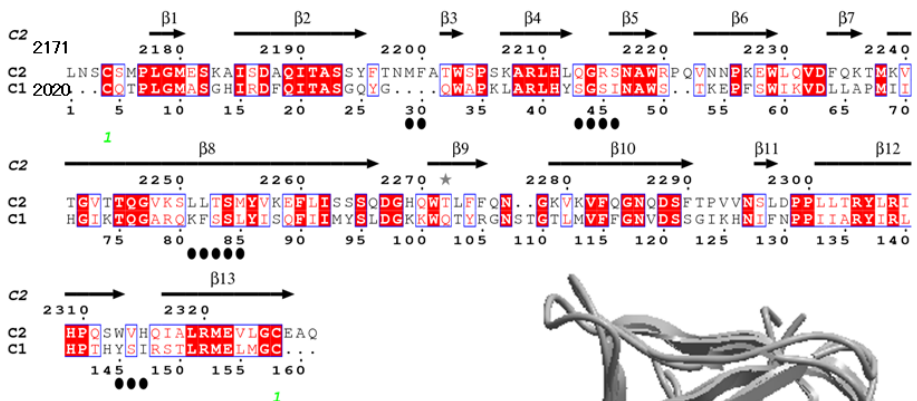 β1 β2 β3 β4 β5 β6 β7
C2
2171 2180 2190 2200 2210 2220 2230 2240
C2 LNSCSMPLGMESKAISDAQITASSYFTNMFATWSPSKARLHLQGRSNAWRPQVNNPKEWLQVDFQKTMKV
C1 2020..CQTPLGMASGHIRDFQITASGQYG....QWAPKLARLHYSGSINAWS..TKEPFSWIKVDLLAPMII
1 5 10 15 20 25 30 35 40 45 50 55 60 65 70
1
β8 β9 β10 β11 β12
C2
2250 2260 2270 2280 2290 2300
C2 TGVTTQGVKSLLTSMYVKEFLISSSQDGHQWTLFFQN..GKVKVFQGNQDSFTPVVNSLDPPLLTRYLRI
C1 HGIKTQGARQKFSSLYISQFIIMYSLDGKKWQTYRGNSTGTLMVFFGNVDSSGIKHNIFNPPIIARYIRL
75 80 85 90 95 100 105 110 115 120 125 130 135 140
β13
C2
2310 2320
C2 HPQSWVHQIALRMEVLGCEAQ
C1 HPTHYSIRSTLRMELMGC...
145 150 155 160
1